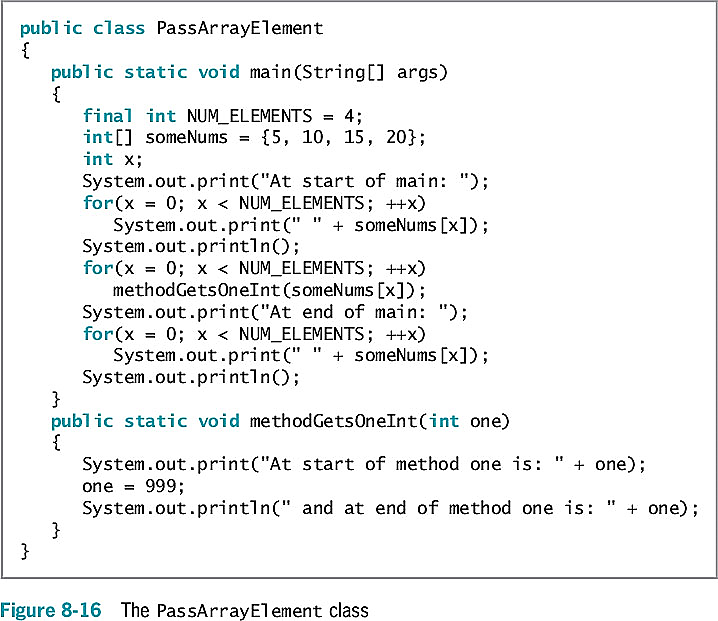 public class PassArrayElement
{
public static void main(String[] args)
{
final int NUM_ELEMENTS = 4;
int[] someNums = {5, 10, 15, 20};
int x;
System.out.print("At start of main: ");
for(x = 0; x < NUM_ELEMENTS; ++x)
System.out.print(" " + someNums[x]);
System.out.println();
for(x = 0; x < NUM_ELEMENTS; ++x)
methodGetsOneInt(someNums[x]);
System.out.print("At end of main: ");
for(x = 0; x < NUM_ELEMENTS; ++x)
System.out.print(" " + someNums[x]);
System.out.println();
}
public static void methodGetsOneInt(int one)
{
System.out.print("At start of method one is: " + one);
one = 999;
System.out.println(" and at end of method one is: " + one);
}
}
Figure 8-16 The PassArrayElement class